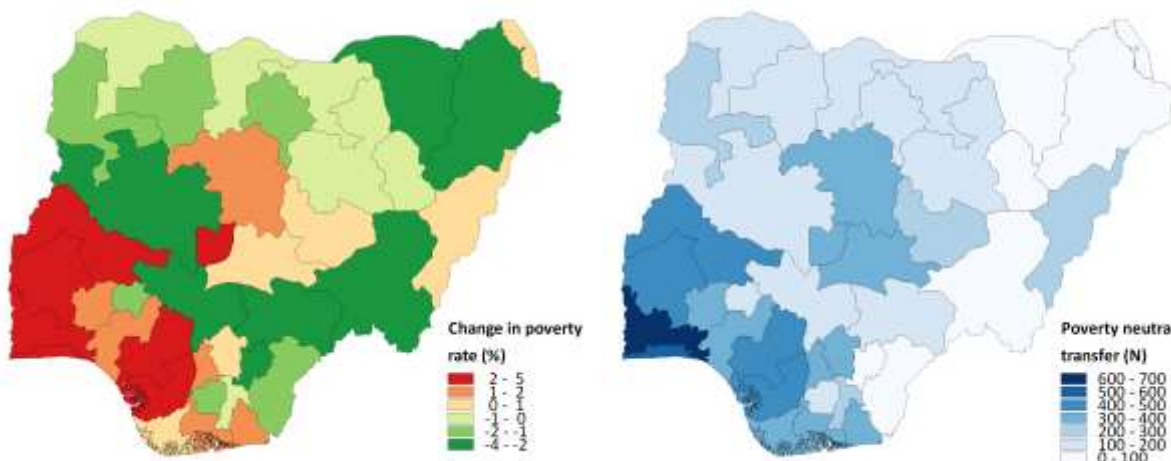 Change in poverty
rate (%)
2 - 5
1 - 2
0 - 1
-1 - 0
-2 - -1
-4 - -2
Poverty neutra
transfer (N)
600 - 700
500 - 600
400 - 500
300 - 400
200 - 300
100 - 200
0 - 100